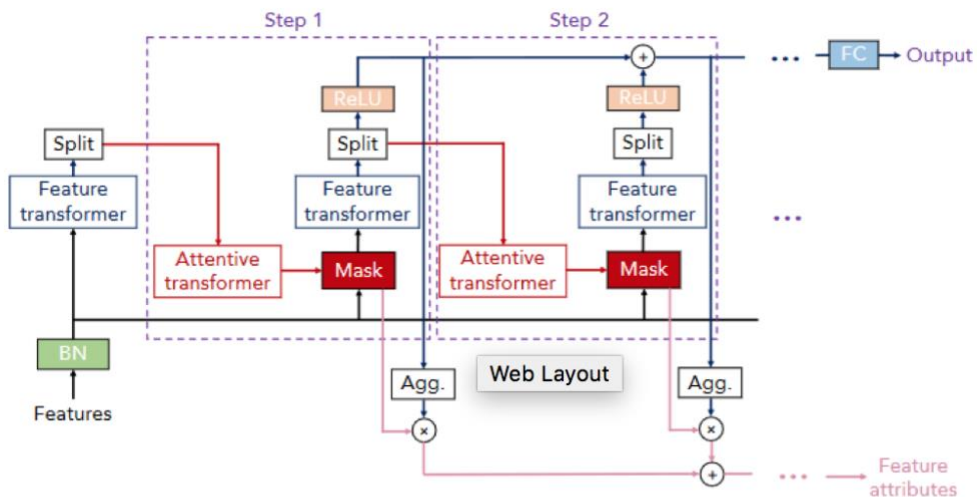 Step 1
Step 2
... FC Output
ReLU
ReLU
Split
Split
Split
Feature
transformer
Feature
transformer
Feature
transformer
...
Attentive
transformer
Mask
Attentive
transformer
Mask
BN
Features
Agg.
Web Layout
Agg.
+
×
×
+
... Feature
attributes